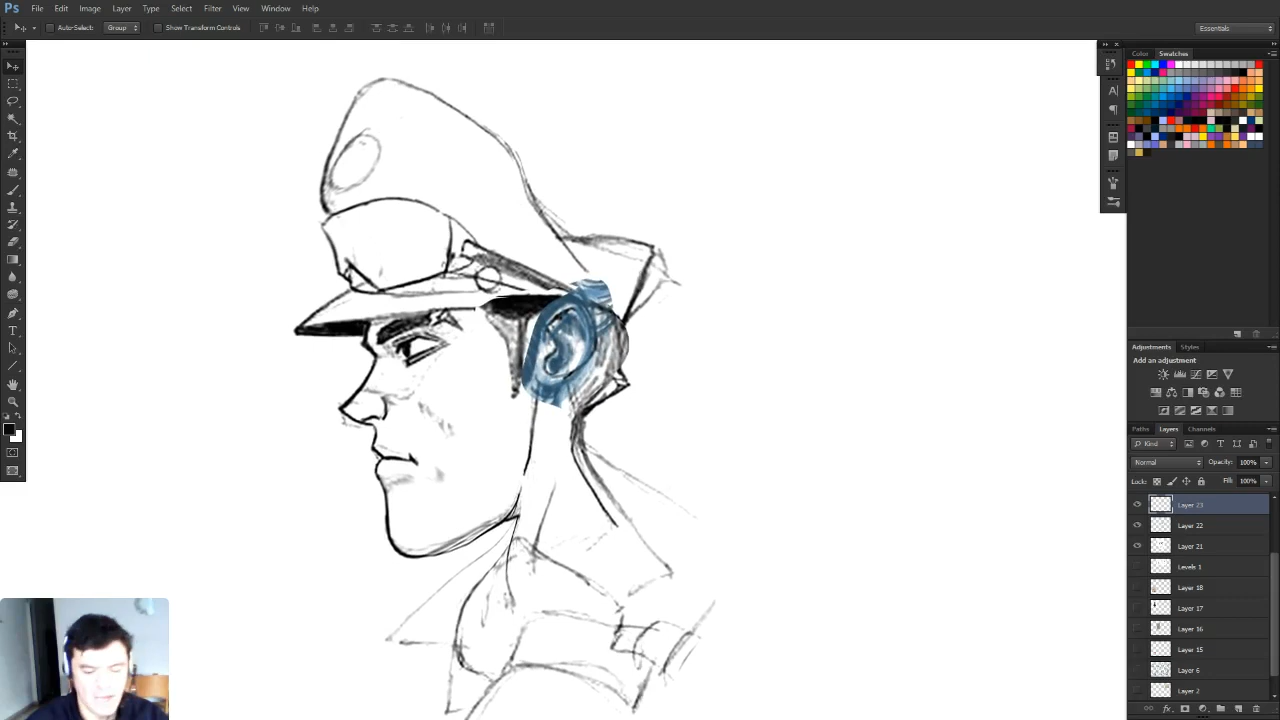 Ps File Edit Image Layer Type Select Filter View Window Help
Auto-Select: Group Show Transform Controls Essentials
Color Swatches
Adjustments Styles
Add an adjustment
Paths Layers Channels
Kind
Normal Opacity: 100%
Lock: Fill: 100%
Layer 23
Layer 22
Layer 21
Levels 1
Layer 18
Layer 17
Layer 16
Layer 15
Layer 6
Layer 2
fx